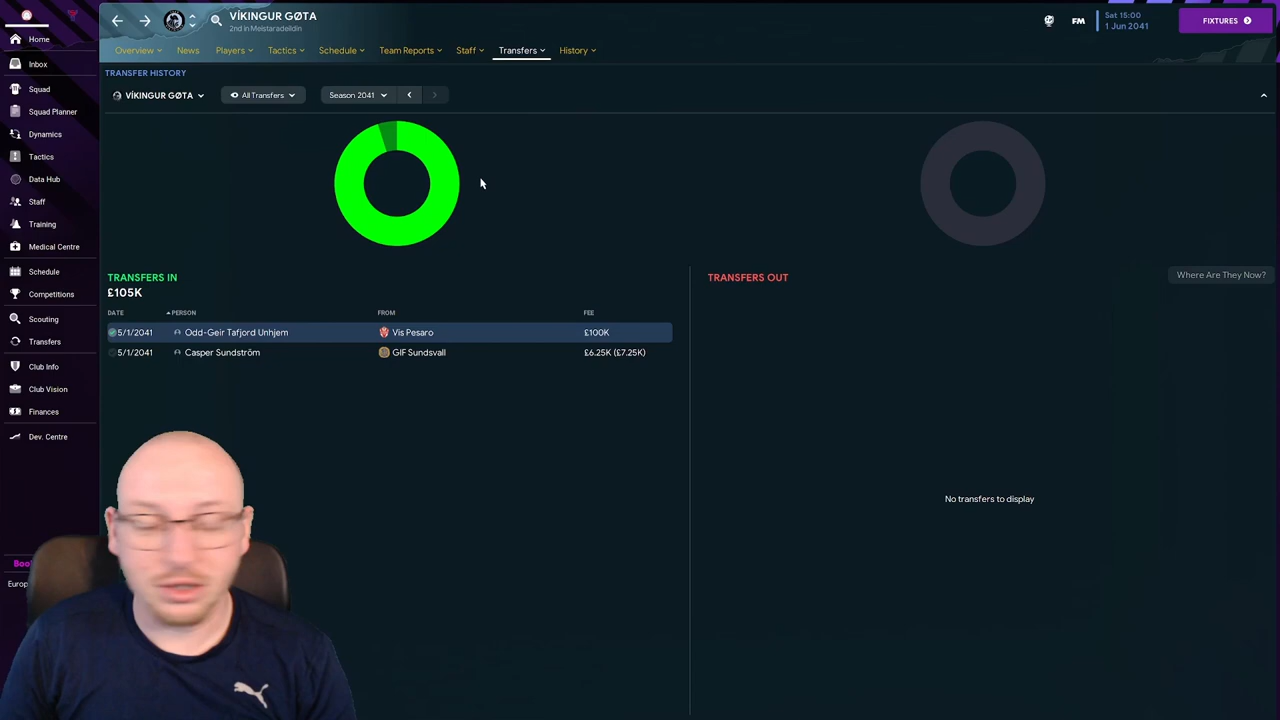 VÍKINGUR GØTA
2nd in Meistaradeildin
FM
Sat 15:00
1 Jun 2041
FIXTURES
Overview
News
Players
Tactics
Schedule
Team Reports
Staff
Transfers
History
Home
Inbox
Squad
Squad Planner
Dynamics
Tactics
Data Hub
Staff
Training
Medical Centre
Schedule
Competitions
Scouting
Transfers
Club Info
Club Vision
Finances
Dev. Centre
TRANSFER HISTORY
VÍKINGUR GØTA
All Transfers
Season 2041
TRANSFERS IN
£105K
DATE PERSON FROM FEE
5/1/2041 Odd-Geir Tafjord Unhjem Vis Pesaro £100K
5/1/2041 Casper Sundström GIF Sundsvall £6.25K (£7.25K)
TRANSFERS OUT
Where Are They Now?
No transfers to display